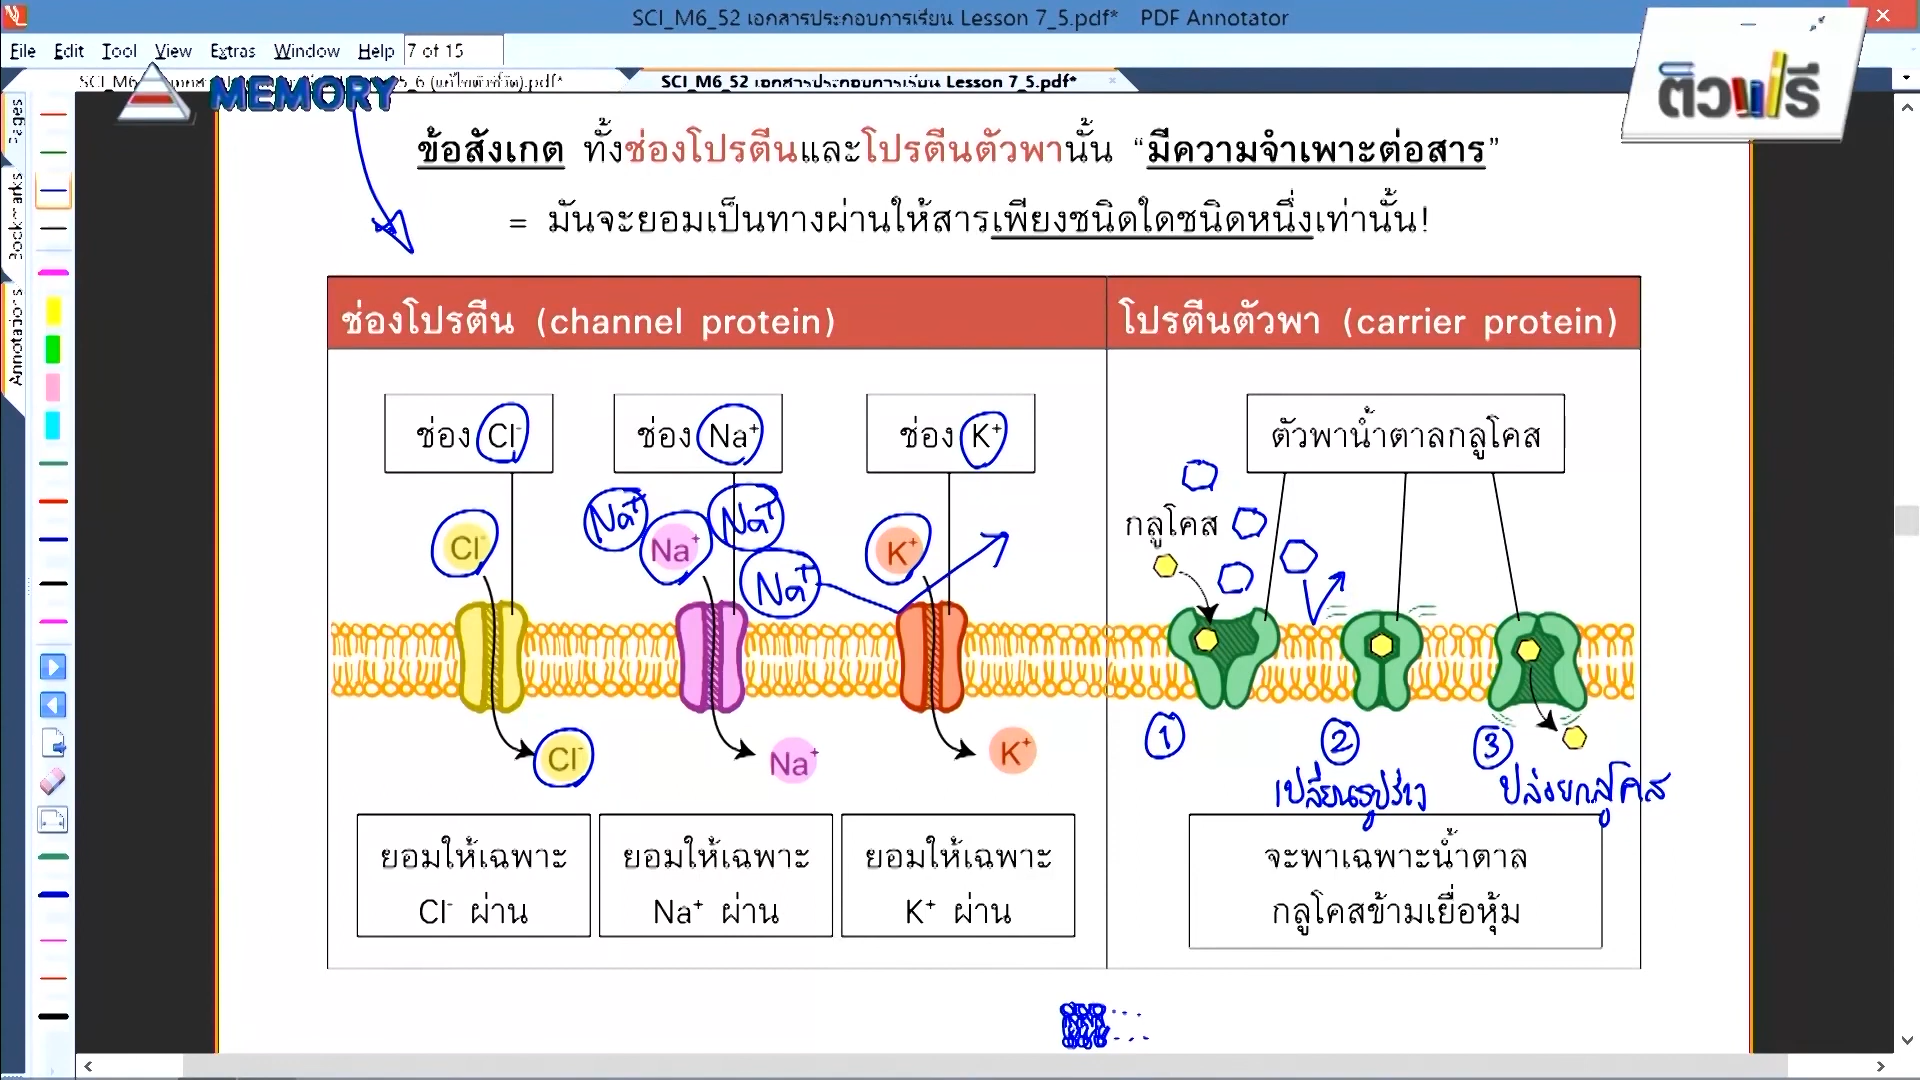 SCI_M6_52 เอกสารประกอบการเรียน Lesson 7_5.pdf* PDF Annotator
File Edit Tool View Extras Window Help 7 of 15
SCI_M6_52 เอกสารประกอบการเรียน Lesson 7_5.pdf*
MEMORY
ติวฟรี
Pages
Bookmarks
Annotations
ข้อสังเกต ทั้งช่องโปรตีนและโปรตีนตัวพานั้น “มีความจำเพาะต่อสาร”
= มันจะยอมเป็นทางผ่านให้สารเพียงชนิดใดชนิดหนึ่งเท่านั้น!
ช่องโปรตีน (channel protein) โปรตีนตัวพา (carrier protein)
ช่อง Cl⁻ ช่อง Na⁺ ช่อง K⁺ ตัวพาน้ำตาลกลูโคส
Na⁺ Na⁺ กลูโคส
Cl⁻ Na⁺ K⁺
Na⁺
① ② ③
Cl⁻ Na⁺ K⁺
เปลี่ยนรูปร่าง ปล่อยกลูโคส
ยอมให้เฉพาะ ยอมให้เฉพาะ ยอมให้เฉพาะ จะพาเฉพาะน้ำตาล
Cl⁻ ผ่าน Na⁺ ผ่าน K⁺ ผ่าน กลูโคสข้ามเยื่อหุ้ม